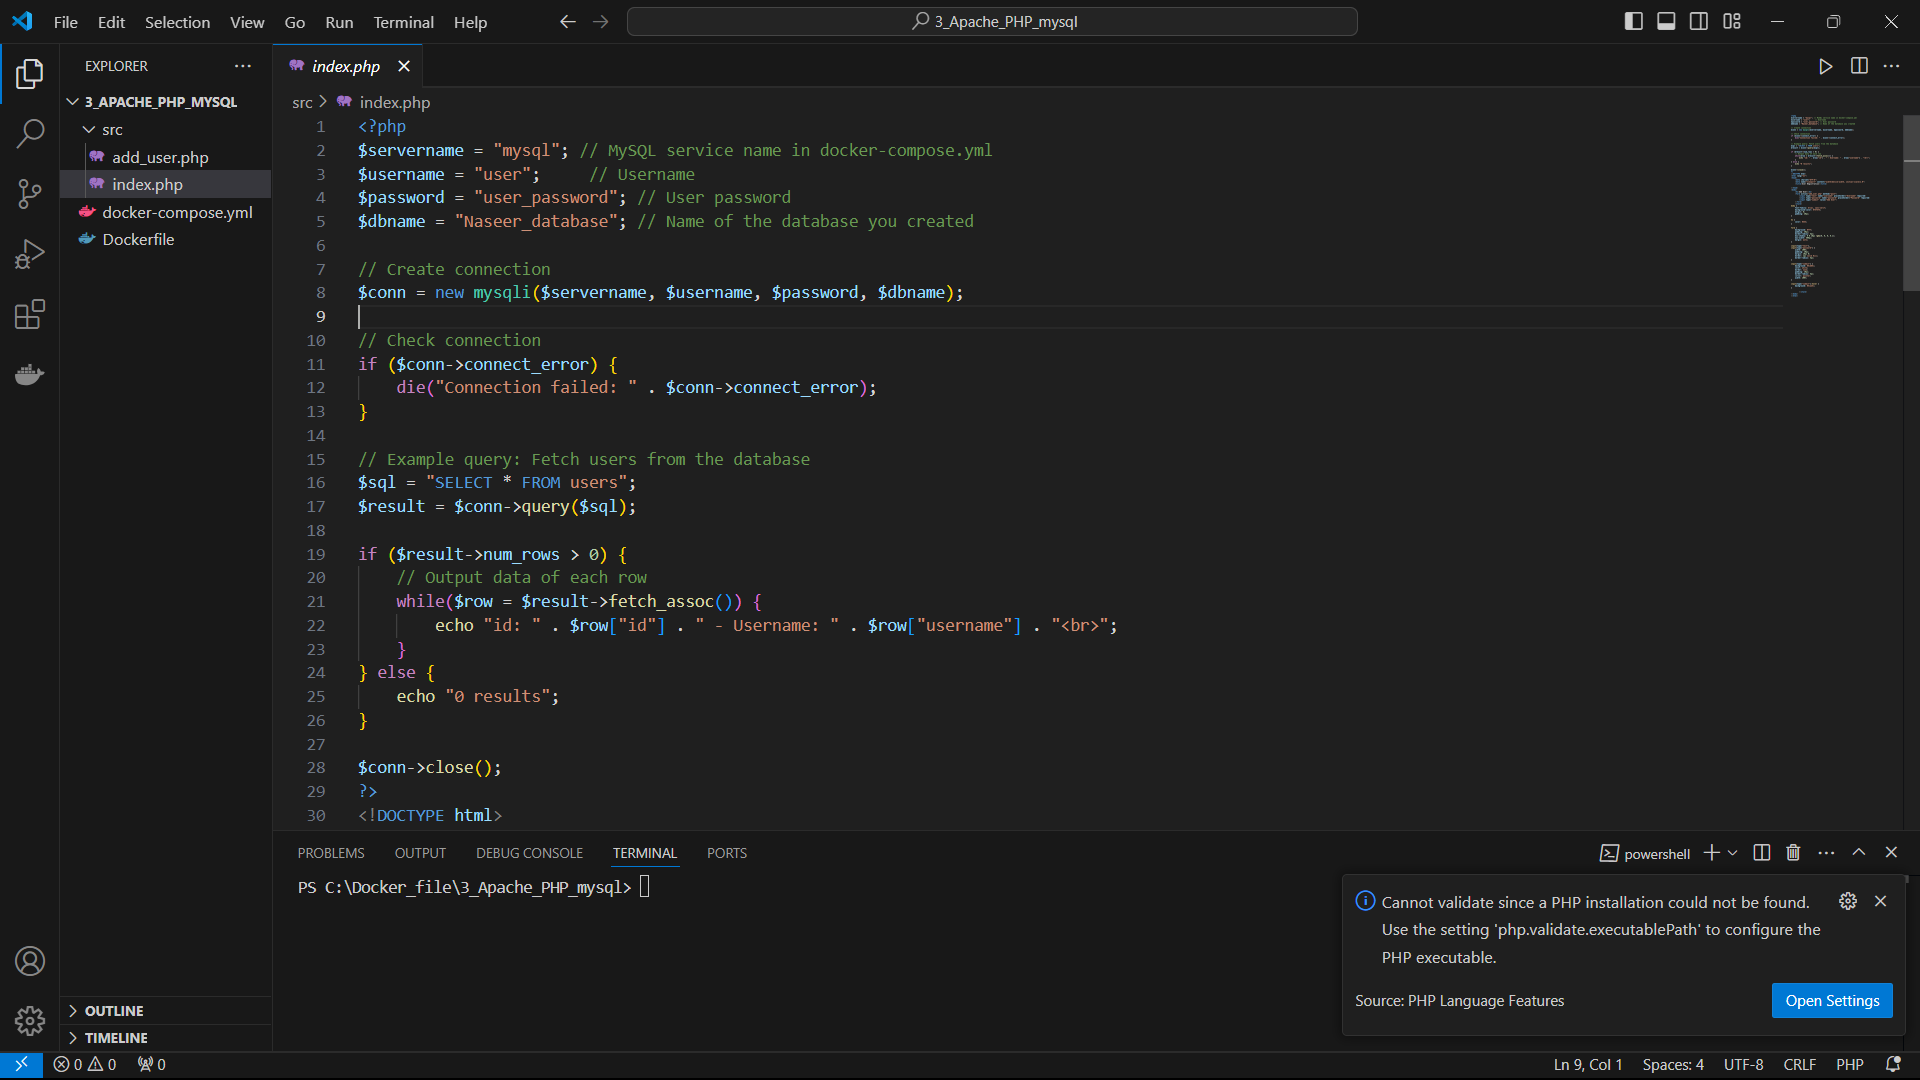 File Edit Selection View Go Run Terminal Help
3_Apache_PHP_mysql
EXPLORER
3_APACHE_PHP_MYSQL
src
add_user.php
index.php
docker-compose.yml
Dockerfile
OUTLINE
TIMELINE
index.php
src > index.php
1 <?php
2 $servername = "mysql"; // MySQL service name in docker-compose.yml
3 $username = "user";     // Username
4 $password = "user_password"; // User password
5 $dbname = "Naseer_database"; // Name of the database you created
6
7 // Create connection
8 $conn = new mysqli($servername, $username, $password, $dbname);
9
10 // Check connection
11 if ($conn->connect_error) {
12     die("Connection failed: " . $conn->connect_error);
13 }
14
15 // Example query: Fetch users from the database
16 $sql = "SELECT * FROM users";
17 $result = $conn->query($sql);
18
19 if ($result->num_rows > 0) {
20     // Output data of each row
21     while($row = $result->fetch_assoc()) {
22         echo "id: " . $row["id"] . " - Username: " . $row["username"] . "<br>";
23     }
24 } else {
25     echo "0 results";
26 }
27
28 $conn->close();
29 ?>
30 <!DOCTYPE html>
PROBLEMS OUTPUT DEBUG CONSOLE TERMINAL PORTS
powershell
PS C:\Docker_file\3_Apache_PHP_mysql>
Cannot validate since a PHP installation could not be found.
Use the setting 'php.validate.executablePath' to configure the
PHP executable.
Source: PHP Language Features
Open Settings
0 0 0
Ln 9, Col 1 Spaces: 4 UTF-8 CRLF PHP